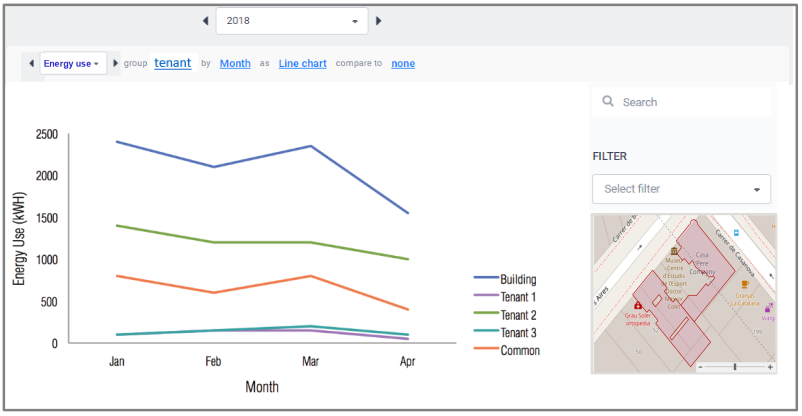 2018
Energy use group tenant by Month as Line chart compare to none
Search
FILTER
Select filter
Energy Use (kWH)
2500
2000
1500
1000
500
0
Jan Feb Mar Apr
Month
Building
Tenant 1
Tenant 2
Tenant 3
Common
Carrer de Casanova
Casa
Pere
Company
Museu
i Centre
d'Estudis
de l'Esport
Doctor
Melcior
Colet
Granjas
La Catalana
s Aires
Grau Soler
ortopedia
50
299
- +